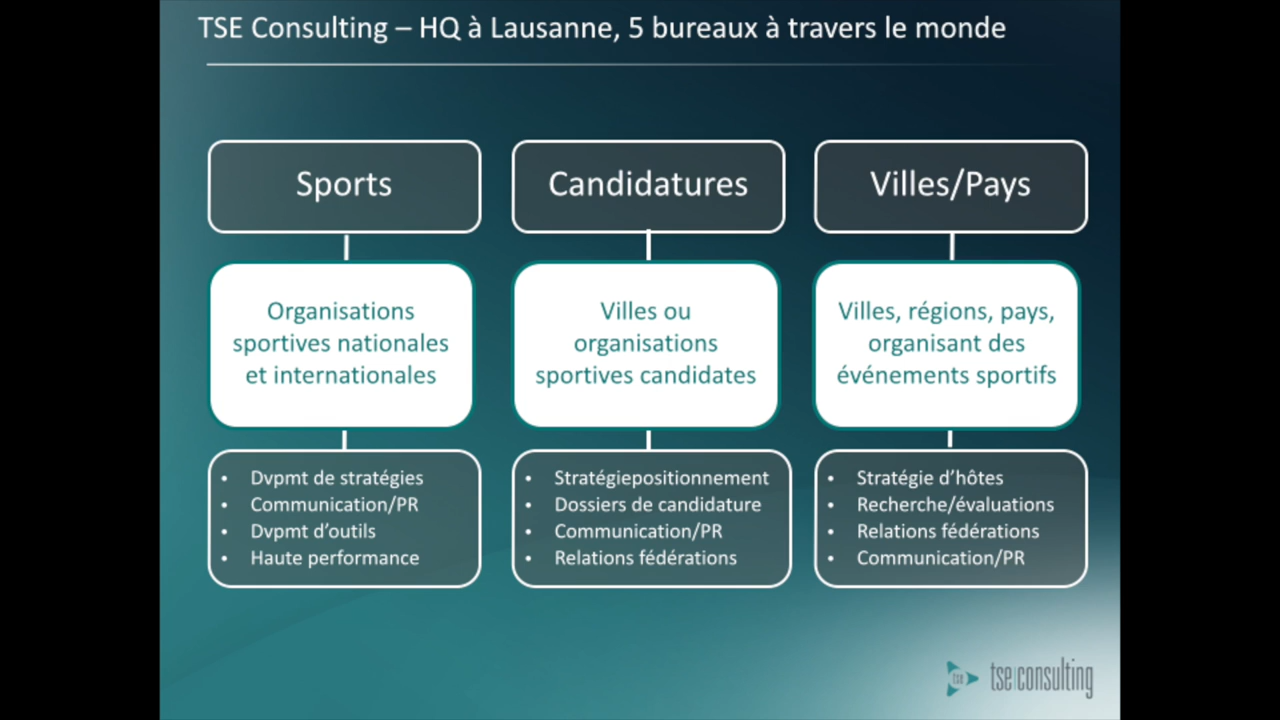 TSE Consulting – HQ à Lausanne, 5 bureaux à travers le monde
Sports
Organisations
sportives nationales
et internationales
• Dvpmt de stratégies
• Communication/PR
• Dvpmt d’outils
• Haute performance
Candidatures
Villes ou
organisations
sportives candidates
• Stratégiepositionnement
• Dossiers de candidature
• Communication/PR
• Relations fédérations
Villes/Pays
Villes, régions, pays,
organisant des
événements sportifs
• Stratégie d’hôtes
• Recherche/évaluations
• Relations fédérations
• Communication/PR
tse tse consulting